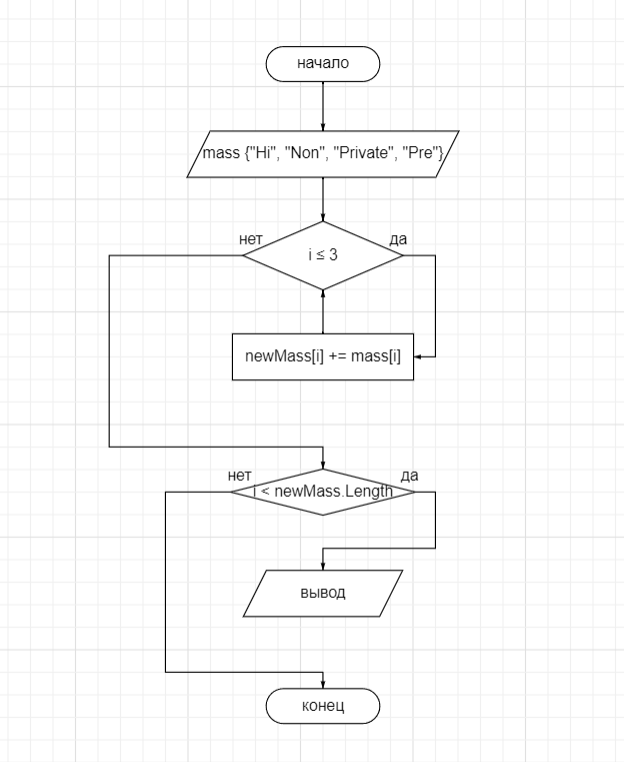 начало
mass {"Hi", "Non", "Private", "Pre"}
нет
да
i ≤ 3
newMass[i] += mass[i]
нет
да
i < newMass.Length
вывод
конец